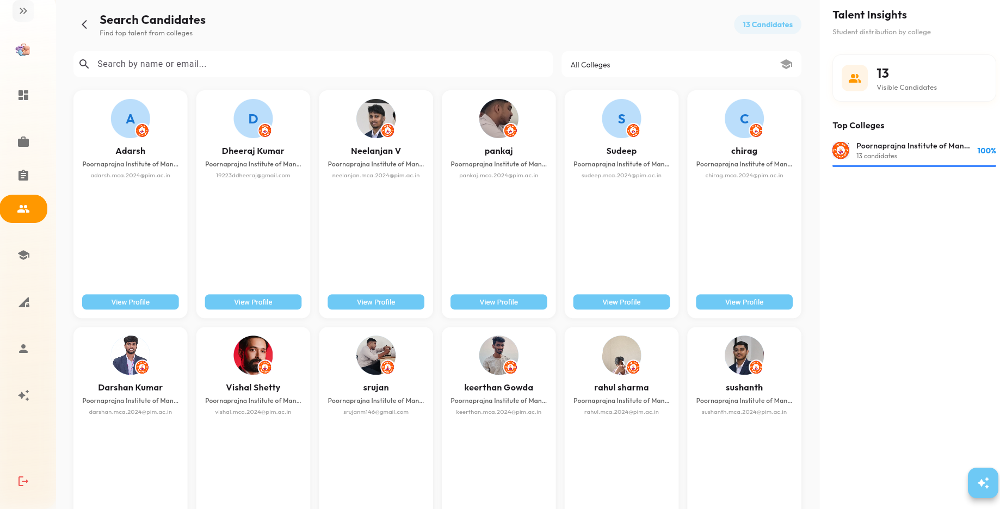 Search Candidates
Find top talent from colleges
13 Candidates
Search by name or email...
All Colleges
A
Adarsh
Poornaprajna Institute of Man...
adarsh.mca.2024@pim.ac.in
View Profile
D
Dheeraj Kumar
Poornaprajna Institute of Man...
19223ddheeraj@gmail.com
View Profile
Neelanjan V
Poornaprajna Institute of Man...
neelanjan.mca.2024@pim.ac.in
View Profile
pankaj
Poornaprajna Institute of Man...
pankaj.mca.2024@pim.ac.in
View Profile
S
Sudeep
Poornaprajna Institute of Man...
sudeep.mca.2024@pim.ac.in
View Profile
C
chirag
Poornaprajna Institute of Man...
chirag.mca.2024@pim.ac.in
View Profile
Darshan Kumar
Poornaprajna Institute of Man...
darshan.mca.2024@pim.ac.in
Vishal Shetty
Poornaprajna Institute of Man...
vishal.mca.2024@pim.ac.in
srujan
Poornaprajna Institute of Man...
srujanm146@gmail.com
keerthan Gowda
Poornaprajna Institute of Man...
keerthan.mca.2024@pim.ac.in
rahul sharma
Poornaprajna Institute of Man...
rahul.mca.2024@pim.ac.in
sushanth
Poornaprajna Institute of Man...
sushanth.mca.2024@pim.ac.in
Talent Insights
Student distribution by college
13
Visible Candidates
Top Colleges
Poornaprajna Institute of Man...
13 candidates
100%